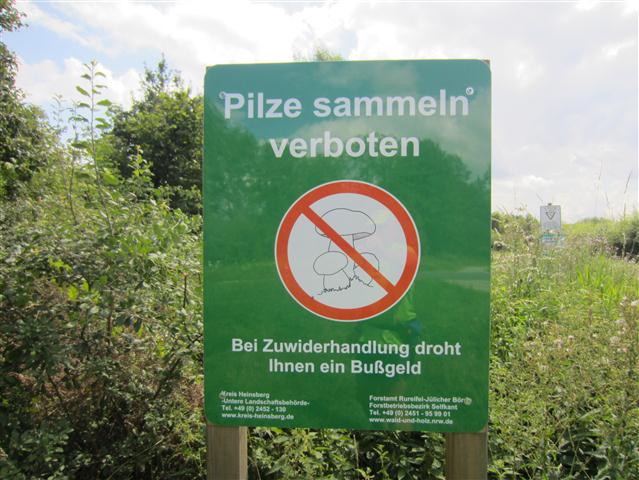 Pilze sammeln
verboten
Bei Zuwiderhandlung droht
Ihnen ein Bußgeld
Kreis Heinsberg
-Untere Landschaftsbehörde-
Tel. +49 (0) 2452 - 130
www.kreis-heinsberg.de
Forstamt Rureifel-Jülicher Börde
Forstbetriebsbezirk Selfkant
Tel. +49 (0) 2451 - 95 99 01
www.wald-und-holz.nrw.de